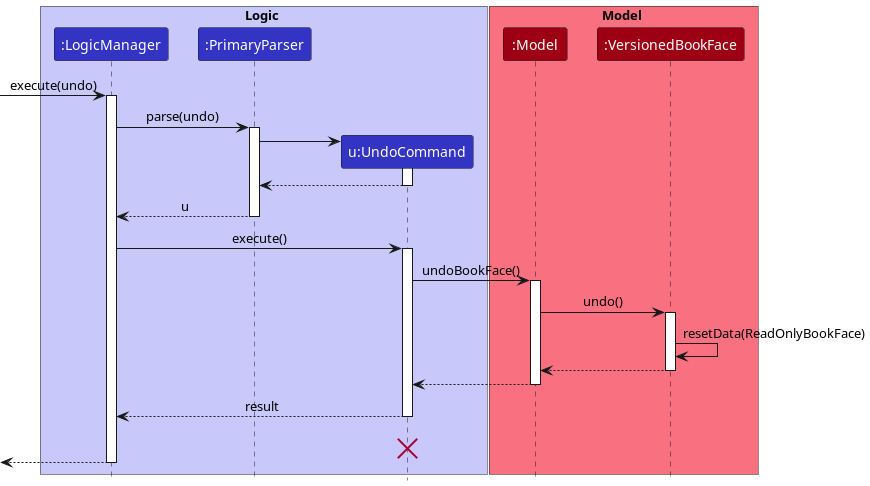 Logic
Model
:LogicManager
:PrimaryParser
:Model
:VersionedBookFace
execute(undo)
parse(undo)
u:UndoCommand
u
execute()
undoBookFace()
undo()
resetData(ReadOnlyBookFace)
result